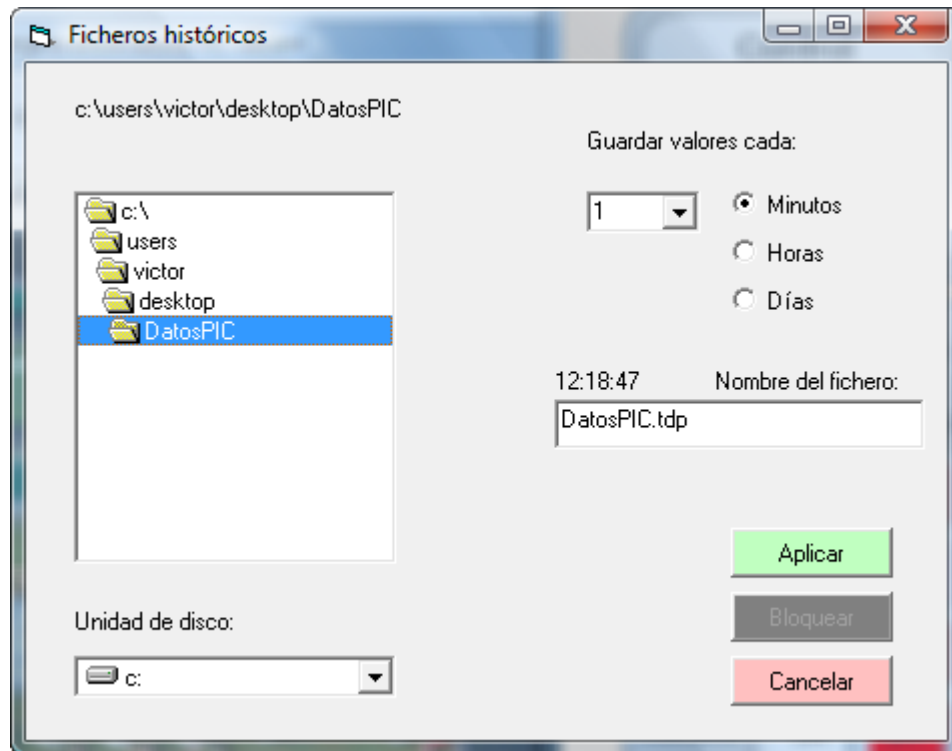 Ficheros históricos
c:\users\victor\desktop\DatosPIC
Guardar valores cada:
c:\
users
victor
desktop
DatosPIC
1
Minutos
Horas
Días
12:18:47 Nombre del fichero:
DatosPIC.tdp
Aplicar
Bloquear
Cancelar
Unidad de disco:
c: